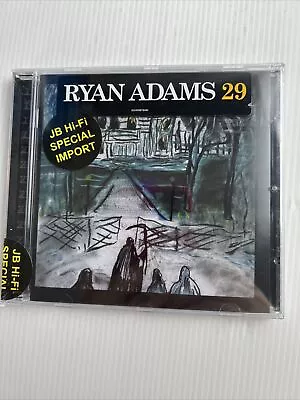 RYAN ADAMS 29
JB Hi-Fi
SPECIAL
IMPORT
JB Hi-Fi
SPECIAL